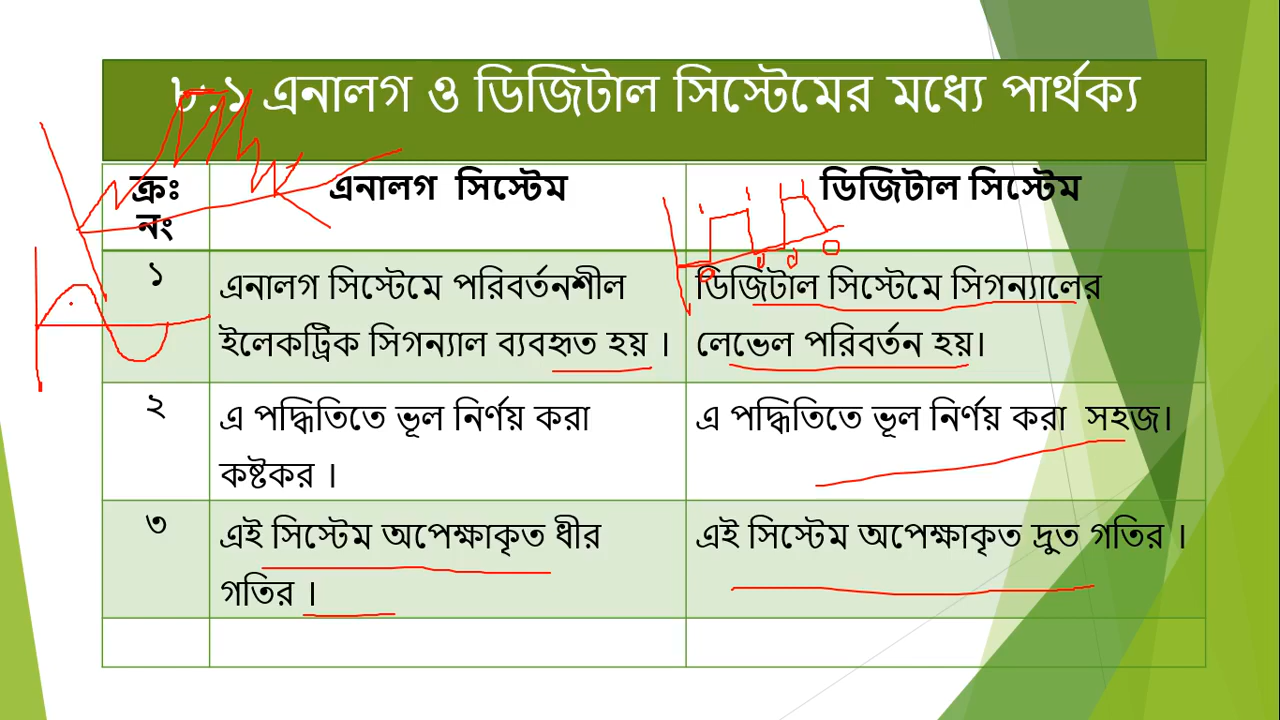 ৮.১ এনালগ ও ডিজিটাল সিস্টেমের মধ্যে পার্থক্য
ক্রঃ নং
এনালগ সিস্টেম
ডিজিটাল সিস্টেম
১
এনালগ সিস্টেমে পরিবর্তনশীল
ইলেকট্রিক সিগন্যাল ব্যবহৃত হয় ।
ডিজিটাল সিস্টেমে সিগন্যালের
লেভেল পরিবর্তন হয়।
২
এ পদ্ধিতিতে ভূল নির্ণয় করা
কষ্টকর ।
এ পদ্ধিতিতে ভূল নির্ণয় করা সহজ।
৩
এই সিস্টেম অপেক্ষাকৃত ধীর
গতির ।
এই সিস্টেম অপেক্ষাকৃত দ্রুত গতির ।